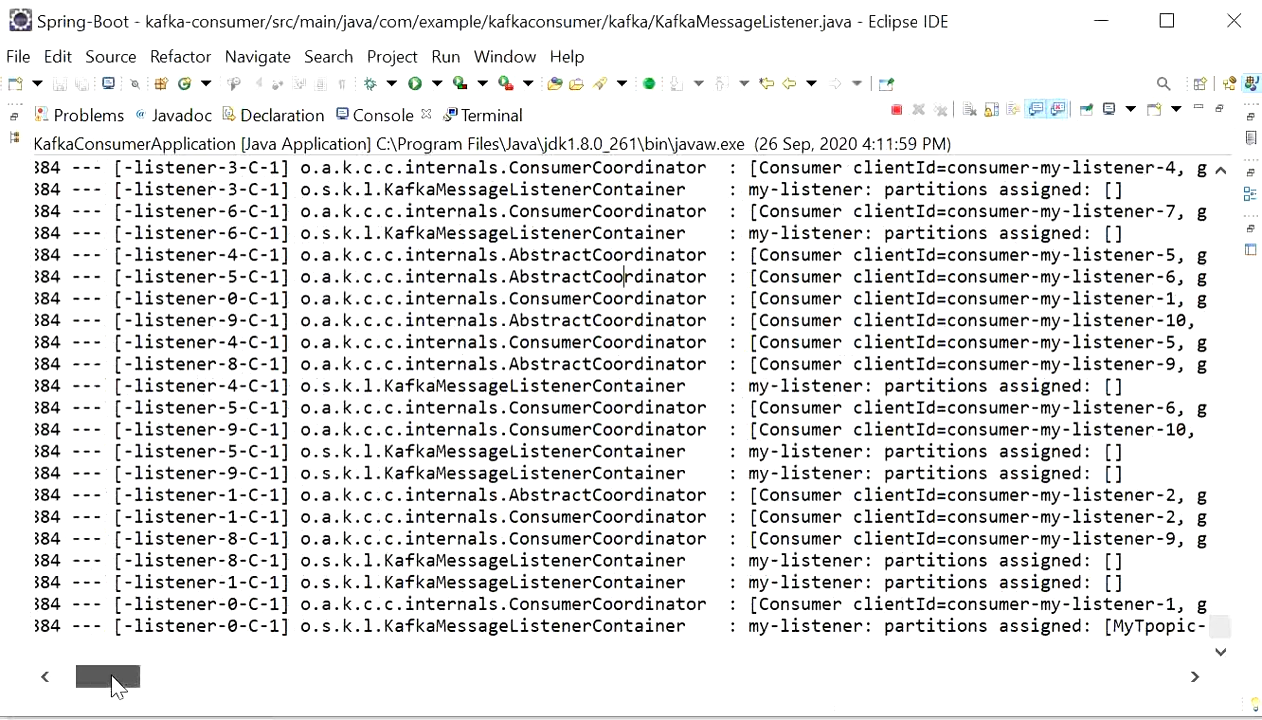 Spring-Boot - kafka-consumer/src/main/java/com/example/kafkaconsumer/kafka/KafkaMessageListener.java - Eclipse IDE
File Edit Source Refactor Navigate Search Project Run Window Help
Problems @ Javadoc Declaration Console Terminal
KafkaConsumerApplication [Java Application] C:\Program Files\Java\jdk1.8.0_261\bin\javaw.exe (26 Sep, 2020 4:11:59 PM)
384 --- [-listener-3-C-1] o.a.k.c.c.internals.ConsumerCoordinator : [Consumer clientId=consumer-my-listener-4, g
384 --- [-listener-3-C-1] o.s.k.l.KafkaMessageListenerContainer : my-listener: partitions assigned: []
384 --- [-listener-6-C-1] o.a.k.c.c.internals.ConsumerCoordinator : [Consumer clientId=consumer-my-listener-7, g
384 --- [-listener-6-C-1] o.s.k.l.KafkaMessageListenerContainer : my-listener: partitions assigned: []
384 --- [-listener-4-C-1] o.a.k.c.c.internals.AbstractCoordinator : [Consumer clientId=consumer-my-listener-5, g
384 --- [-listener-5-C-1] o.a.k.c.c.internals.AbstractCoordinator : [Consumer clientId=consumer-my-listener-6, g
384 --- [-listener-0-C-1] o.a.k.c.c.internals.ConsumerCoordinator : [Consumer clientId=consumer-my-listener-1, g
384 --- [-listener-9-C-1] o.a.k.c.c.internals.AbstractCoordinator : [Consumer clientId=consumer-my-listener-10,
384 --- [-listener-4-C-1] o.a.k.c.c.internals.ConsumerCoordinator : [Consumer clientId=consumer-my-listener-5, g
384 --- [-listener-8-C-1] o.a.k.c.c.internals.AbstractCoordinator : [Consumer clientId=consumer-my-listener-9, g
384 --- [-listener-4-C-1] o.s.k.l.KafkaMessageListenerContainer : my-listener: partitions assigned: []
384 --- [-listener-5-C-1] o.a.k.c.c.internals.ConsumerCoordinator : [Consumer clientId=consumer-my-listener-6, g
384 --- [-listener-9-C-1] o.a.k.c.c.internals.ConsumerCoordinator : [Consumer clientId=consumer-my-listener-10,
384 --- [-listener-5-C-1] o.s.k.l.KafkaMessageListenerContainer : my-listener: partitions assigned: []
384 --- [-listener-9-C-1] o.s.k.l.KafkaMessageListenerContainer : my-listener: partitions assigned: []
384 --- [-listener-1-C-1] o.a.k.c.c.internals.AbstractCoordinator : [Consumer clientId=consumer-my-listener-2, g
384 --- [-listener-1-C-1] o.a.k.c.c.internals.ConsumerCoordinator : [Consumer clientId=consumer-my-listener-2, g
384 --- [-listener-8-C-1] o.a.k.c.c.internals.ConsumerCoordinator : [Consumer clientId=consumer-my-listener-9, g
384 --- [-listener-8-C-1] o.s.k.l.KafkaMessageListenerContainer : my-listener: partitions assigned: []
384 --- [-listener-1-C-1] o.s.k.l.KafkaMessageListenerContainer : my-listener: partitions assigned: []
384 --- [-listener-0-C-1] o.a.k.c.c.internals.ConsumerCoordinator : [Consumer clientId=consumer-my-listener-1, g
384 --- [-listener-0-C-1] o.s.k.l.KafkaMessageListenerContainer : my-listener: partitions assigned: [MyTpopic-